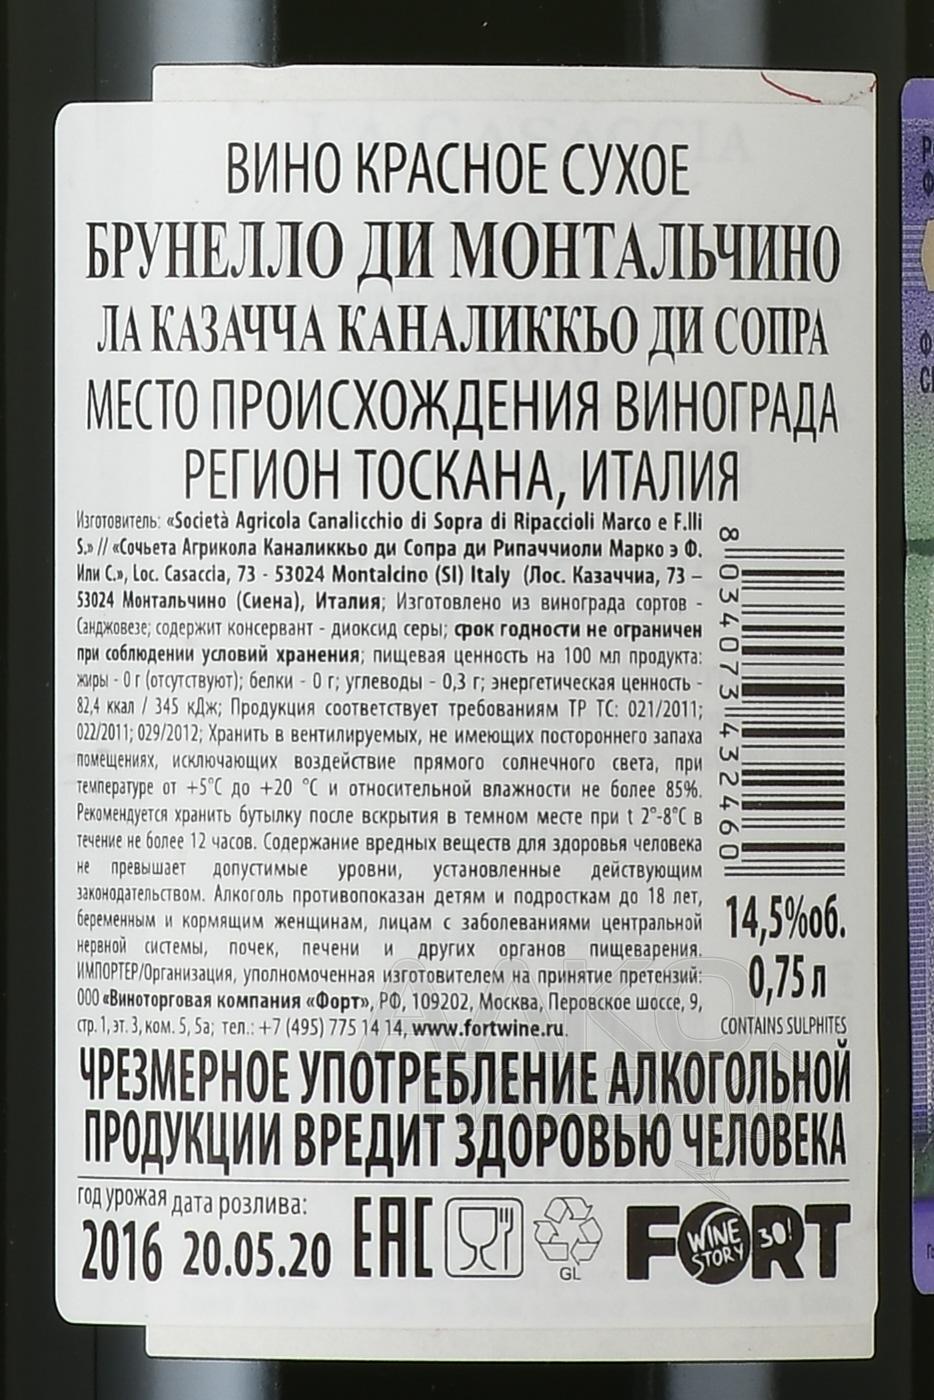 ВИНО КРАСНОЕ СУХОЕ
БРУНЕЛЛО ДИ МОНТАЛЬЧИНО
ЛА КАЗАЧЧА КАНАЛИККЬО ДИ СОПРА
МЕСТО ПРОИСХОЖДЕНИЯ ВИНОГРАДА
РЕГИОН ТОСКАНА, ИТАЛИЯ
Изготовитель: «Società Agricola Canalicchio di Sopra di Ripaccioli Marco e F.lli
S.» // «Сочьета Агрикола Каналиккьо ди Сопра ди Рипаччиоли Марко э Ф.
Или С.», Loc. Casaccia, 73 - 53024 Montalcino (SI) Italy (Лос. Казаччиа, 73 –
53024 Монтальчино (Сиена), Италия; Изготовлено из винограда сортов -
Санджовезе; содержит консервант - диоксид серы; срок годности не ограничен
при соблюдении условий хранения; пищевая ценность на 100 мл продукта:
жиры - 0 г (отсутствуют); белки - 0 г; углеводы - 0,3 г; энергетическая ценность -
82,4 ккал / 345 кДж; Продукция соответствует требованиям ТР ТС: 021/2011;
022/2011; 029/2012; Хранить в вентилируемых, не имеющих постороннего запаха
помещениях, исключающих воздействие прямого солнечного света, при
температуре от +5°С до +20 °С и относительной влажности не более 85%.
Рекомендуется хранить бутылку после вскрытия в темном месте при t 2°-8°С в
течение не более 12 часов. Содержание вредных веществ для здоровья человека
не превышает допустимые уровни, установленные действующим
законодательством. Алкоголь противопоказан детям и подросткам до 18 лет,
беременным и кормящим женщинам, лицам с заболеваниями центральной
нервной системы, почек, печени и других органов пищеварения.
ИМПОРТЕР/Организация, уполномоченная изготовителем на принятие претензий:
ООО «Виноторговая компания «Форт», РФ, 109202, Москва, Перовское шоссе, 9,
стр. 1, эт. 3, ком. 5, 5а; тел.: +7 (495) 775 14 14, www.fortwine.ru.
8 034073 432460
14,5%об.
0,75 л
CONTAINS SULPHITES
ЧРЕЗМЕРНОЕ УПОТРЕБЛЕНИЕ АЛКОГОЛЬНОЙ
ПРОДУКЦИИ ВРЕДИТ ЗДОРОВЬЮ ЧЕЛОВЕКА
год урожая дата розлива:
2016 20.05.20
EAC
GL
FORT
WINE
STORY
30!